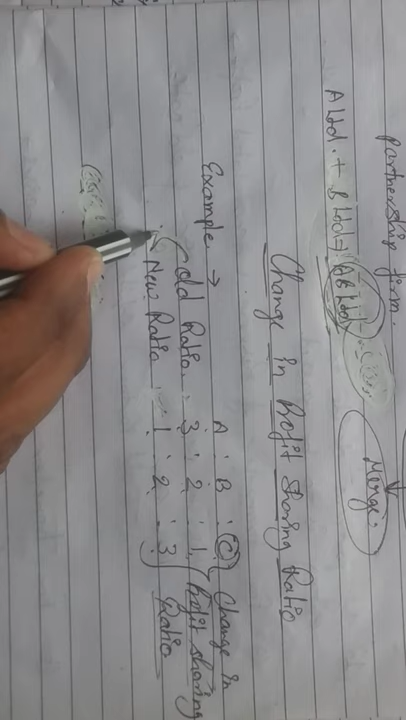 partnership firm.
A Ltd. + B Ltd = (AB Ltd)
Merge.
Change in Profit Sharing Ratio
Example → A : B : C Change in
Old Ratio 3 : 2 : 1 Profit sharing
New Ratio 1 : 2 : 3 Ratio